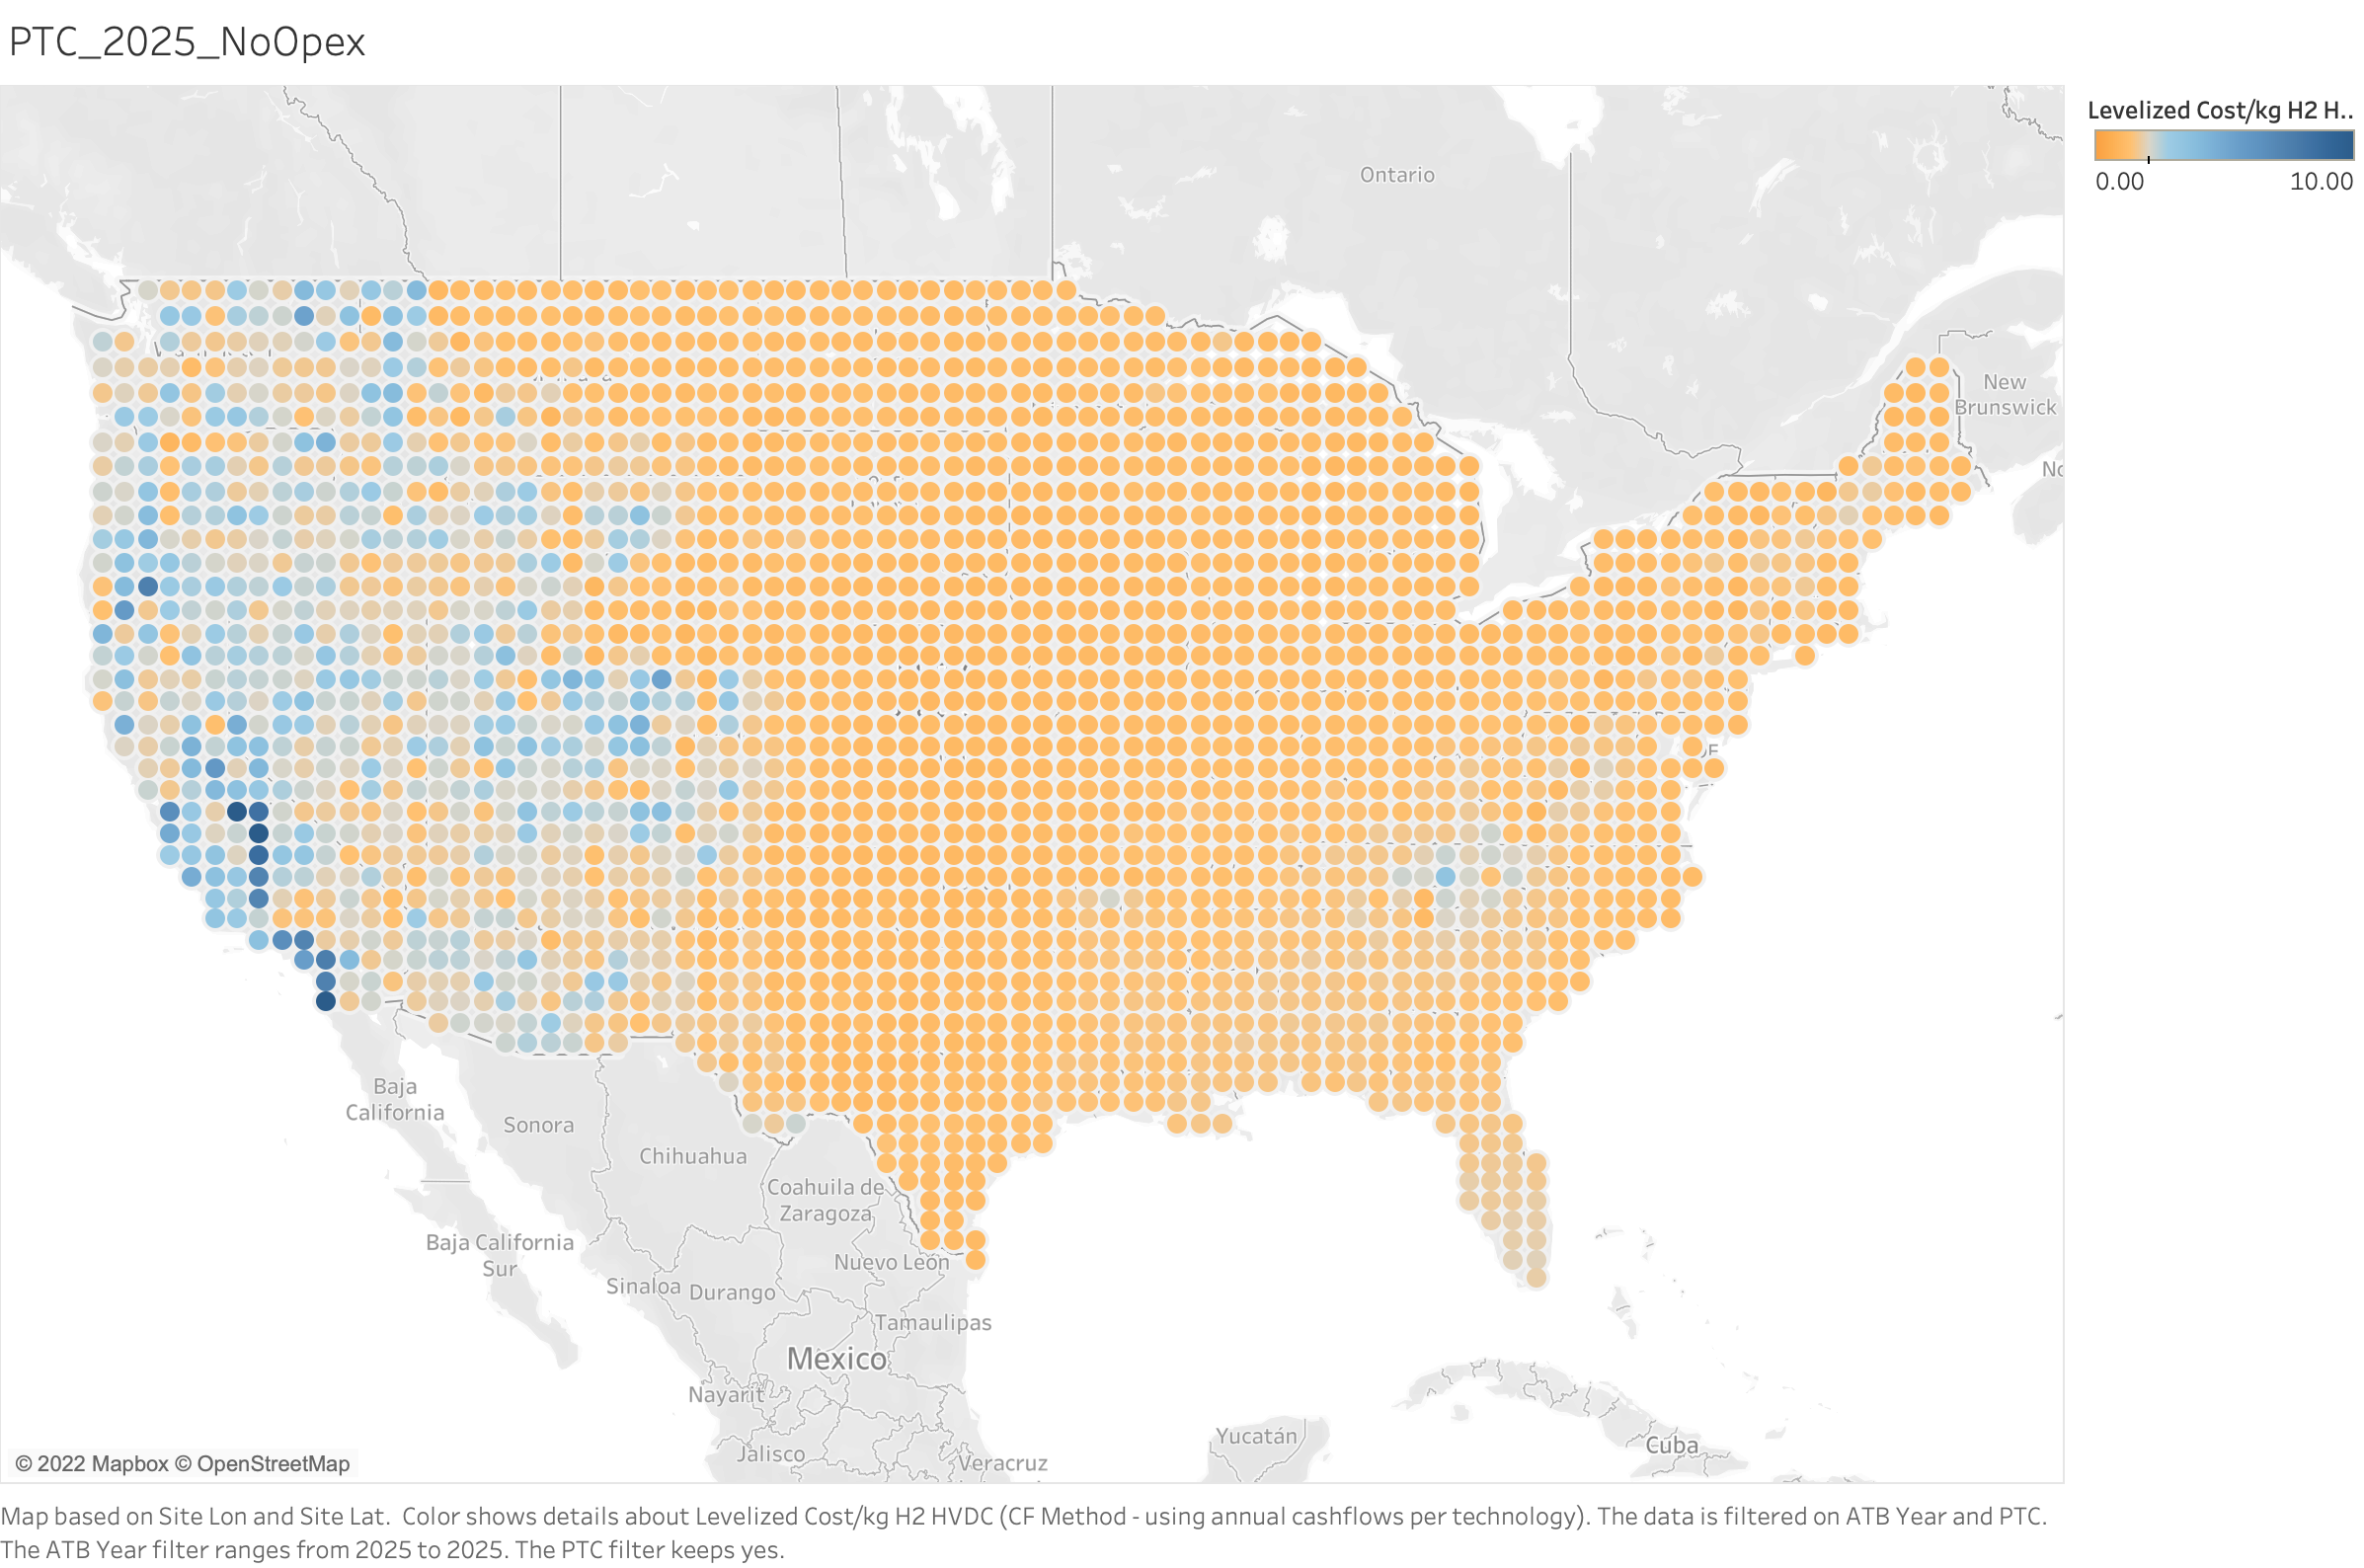 PTC_2025_NoOpex
Levelized Cost/kg H2 H..
0.00
10.00
Ontario
New
Brunswick
Baja
California
Sonora
Chihuahua
Coahuila de
Zaragoza
Baja California
Sur
Nuevo León
Sinaloa
Durango
Tamaulipas
Mexico
Nayarit
Jalisco
Veracruz
Yucatán
Cuba
© 2022 Mapbox © OpenStreetMap
Map based on Site Lon and Site Lat.  Color shows details about Levelized Cost/kg H2 HVDC (CF Method - using annual cashflows per technology). The data is filtered on ATB Year and PTC.
The ATB Year filter ranges from 2025 to 2025. The PTC filter keeps yes.